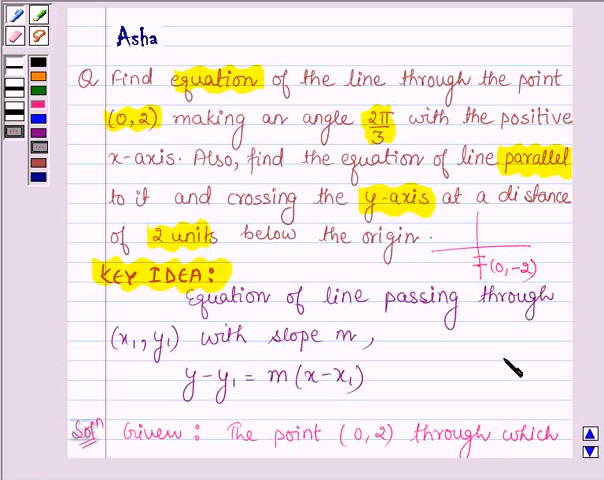 Asha
Q Find equation of the line through the point
(0,2) making an angle 2π/3 with the positive
x-axis. Also, find the equation of line parallel
to it and crossing the y-axis at a distance
of 2 units below the origin.
(0,-2)
KEY IDEA:
Equation of line passing through
(x₁, y₁) with slope m,
y-y₁ = m(x-x₁)
Solⁿ Given: The point (0,2) through which